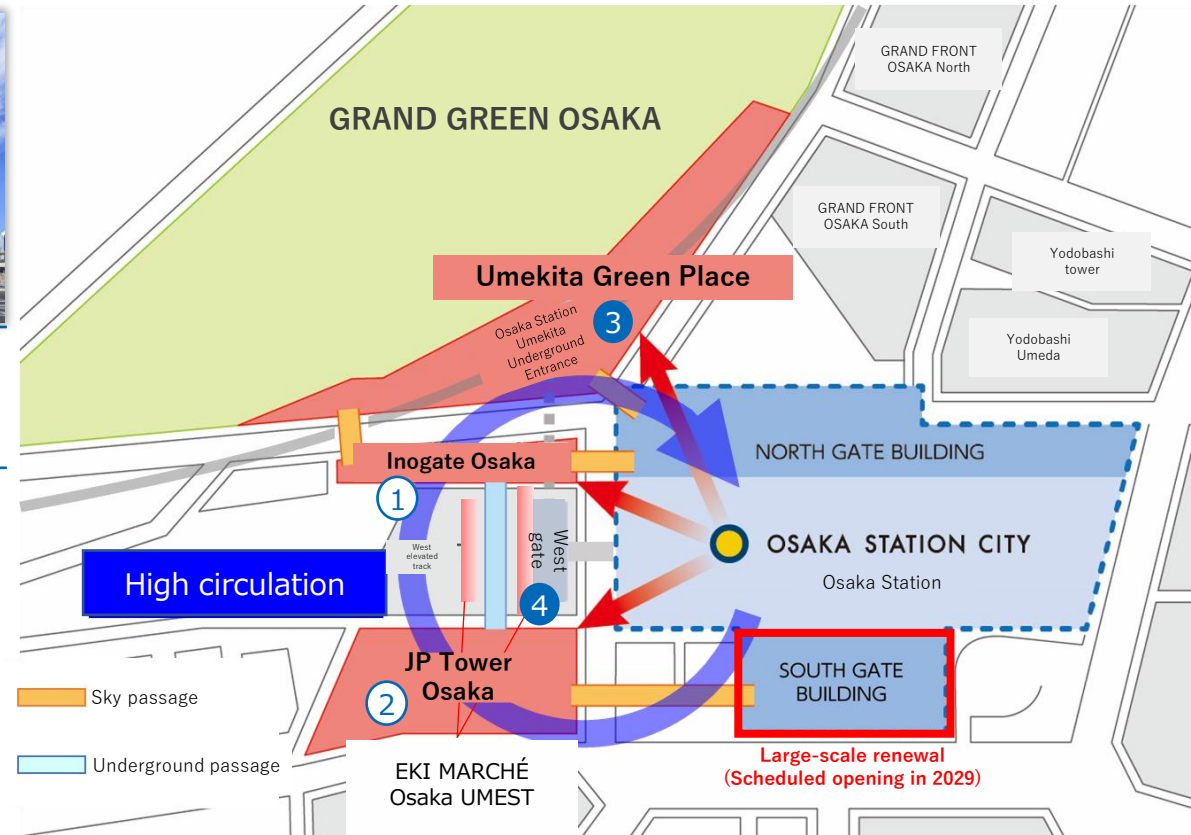 GRAND FRONT
OSAKA North
GRAND GREEN OSAKA
GRAND FRONT
OSAKA South
Yodobashi
tower
Umekita Green Place
Osaka Station
Umekita
Underground
Entrance
3
Yodobashi
Umeda
Inogate Osaka
NORTH GATE BUILDING
1
West
elevated
track
West
gate
OSAKA STATION CITY
Osaka Station
High circulation
4
JP Tower
Osaka
2
SOUTH GATE
BUILDING
Sky passage
Underground passage
EKI MARCHÉ
Osaka UMEST
Large-scale renewal
(Scheduled opening in 2029)